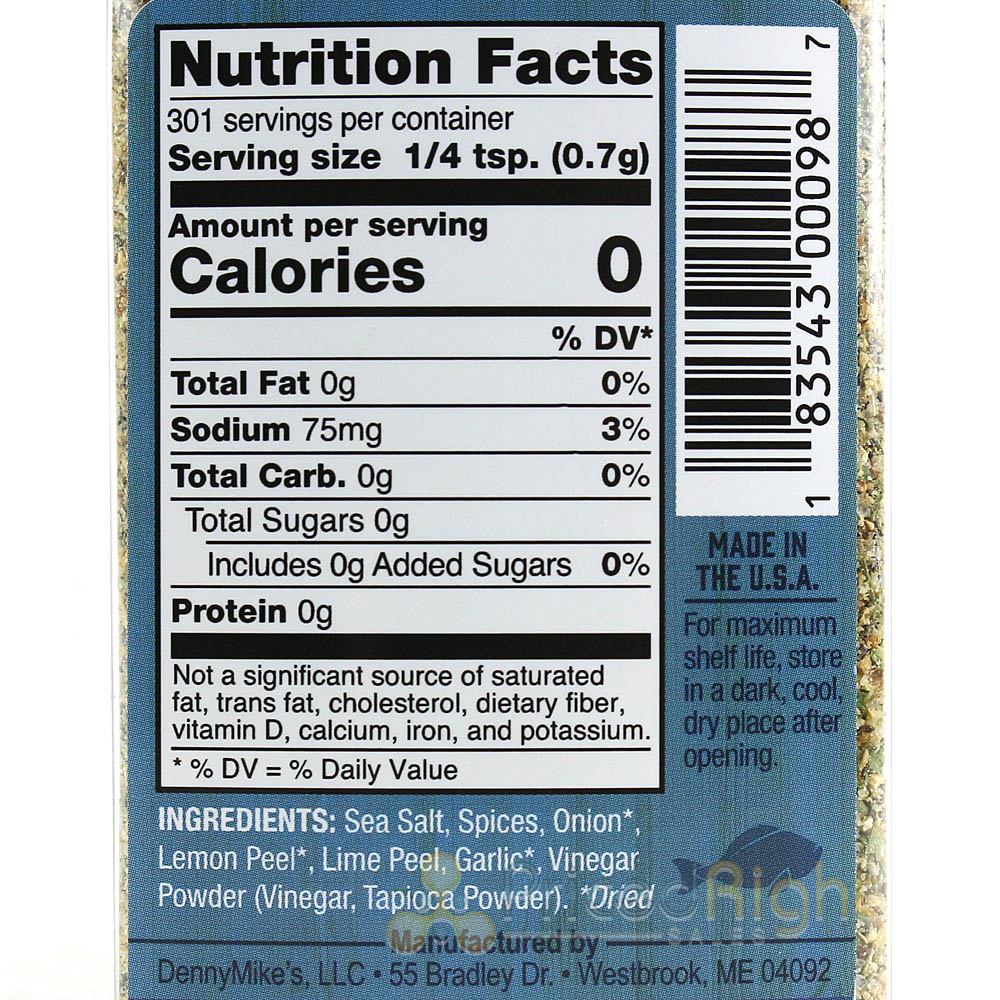 Nutrition Facts
301 servings per container
Serving size 1/4 tsp. (0.7g)
Amount per serving
Calories 0
% DV*
Total Fat 0g 0%
Sodium 75mg 3%
Total Carb. 0g 0%
Total Sugars 0g
Includes 0g Added Sugars 0%
Protein 0g
Not a significant source of saturated
fat, trans fat, cholesterol, dietary fiber,
vitamin D, calcium, iron, and potassium.
* % DV = % Daily Value
1 83543 00098 7
MADE IN
THE U.S.A.
For maximum
shelf life, store
in a dark, cool,
dry place after
opening.
INGREDIENTS: Sea Salt, Spices, Onion*,
Lemon Peel*, Lime Peel, Garlic*, Vinegar
Powder (Vinegar, Tapioca Powder). *Dried
SALES
Manufactured by
DennyMike's, LLC • 55 Bradley Dr. • Westbrook, ME 04092